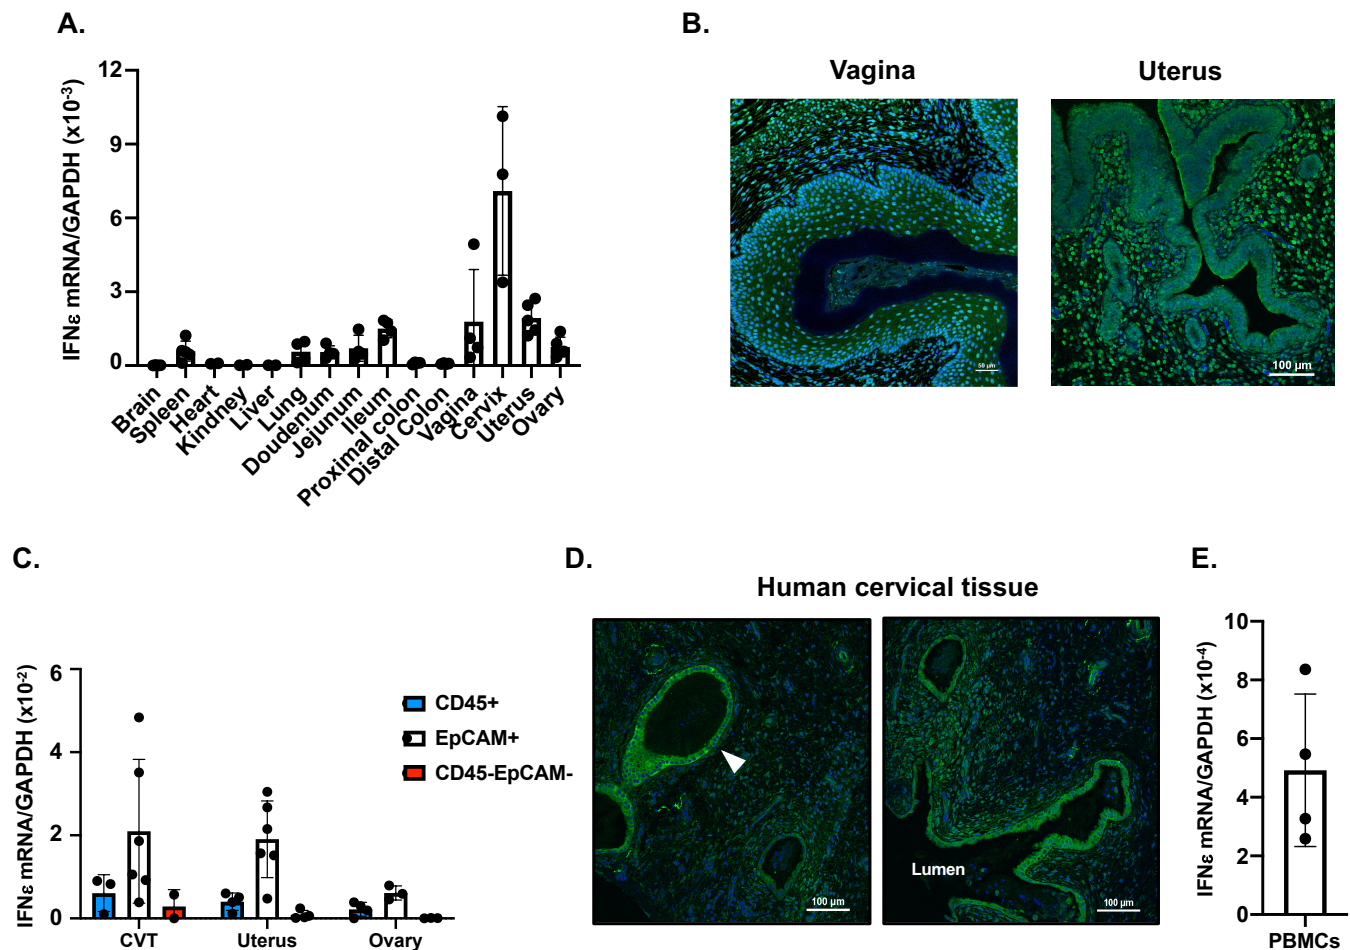 A.
IFNε mRNA/GAPDH (x10-3)
12
9
6
3
0
Brain
Spleen
Heart
Kindney
Liver
Lung
Doudenum
Jejunum
Ileum
Proximal colon
Distal Colon
Vagina
Cervix
Uterus
Ovary
B.
Vagina
Uterus
50 µm
100 µm
C.
IFNε mRNA/GAPDH (x10-2)
6
4
2
0
CVT
Uterus
Ovary
CD45+
EpCAM+
CD45-EpCAM-
D.
Human cervical tissue
100 µm
Lumen
100 µm
E.
IFNε mRNA/GAPDH (x10-4)
10
8
6
4
2
0
PBMCs